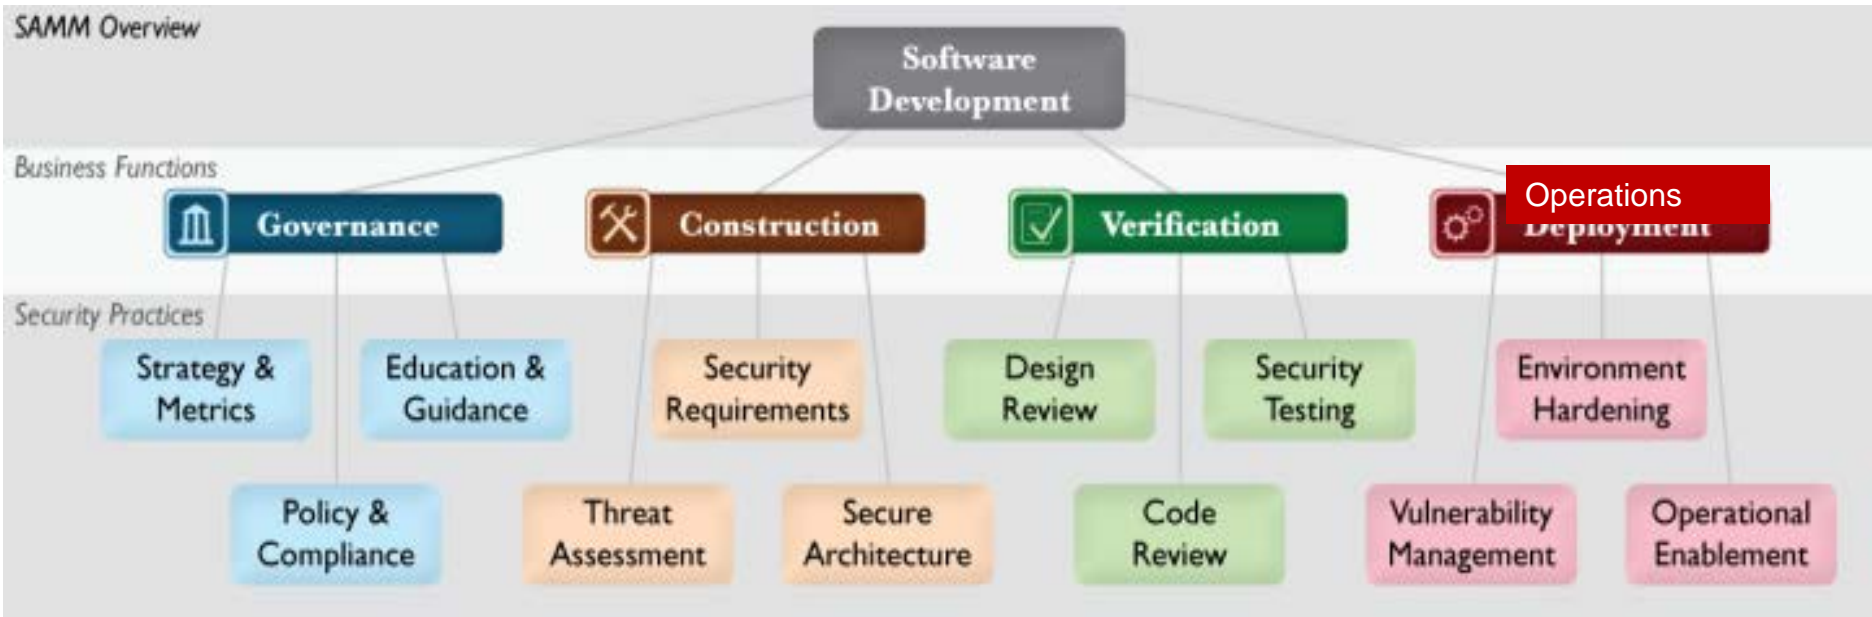 SAMM Overview
Software
Development
Business Functions
Governance
Construction
Verification
Operations
Deployment
Security Practices
Strategy &
Metrics
Education &
Guidance
Security
Requirements
Design
Review
Security
Testing
Environment
Hardening
Policy &
Compliance
Threat
Assessment
Secure
Architecture
Code
Review
Vulnerability
Management
Operational
Enablement